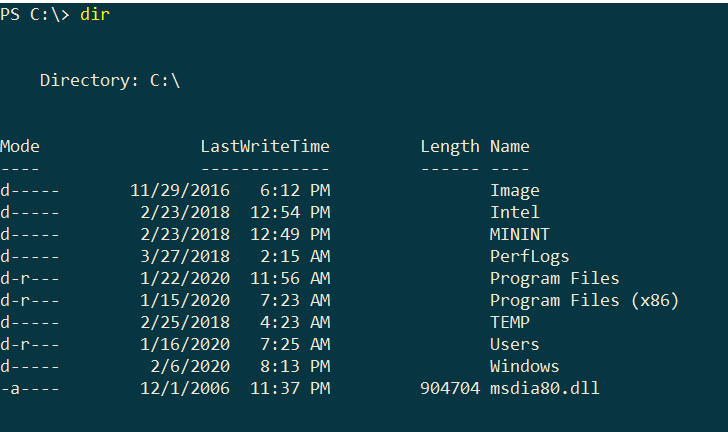 PS C:\> dir
Directory: C:\
Mode LastWriteTime Length Name
---- ------------- ------ ----
d----- 11/29/2016 6:12 PM Image
d----- 2/23/2018 12:54 PM Intel
d----- 2/23/2018 12:49 PM MININT
d----- 3/27/2018 2:15 AM PerfLogs
d-r--- 1/22/2020 11:56 AM Program Files
d-r--- 1/15/2020 7:23 AM Program Files (x86)
d----- 2/25/2018 4:23 AM TEMP
d-r--- 1/16/2020 7:25 AM Users
d----- 2/6/2020 8:13 PM Windows
-a---- 12/1/2006 11:37 PM 904704 msdia80.dll